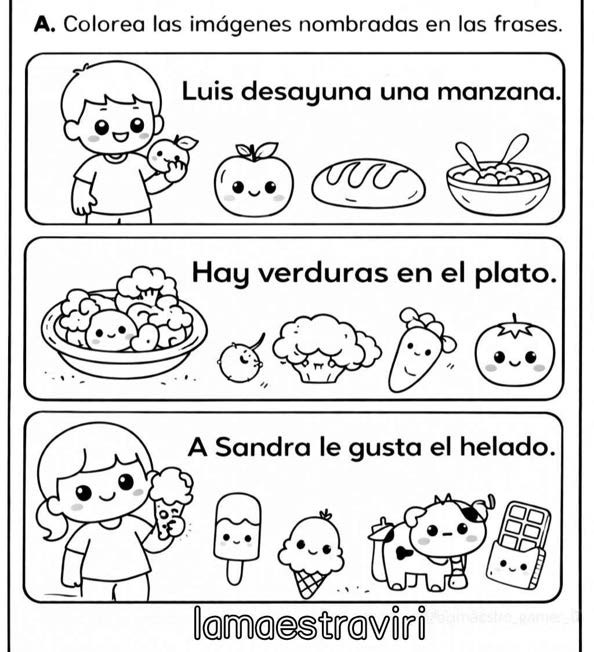 A. Colorea las imágenes nombradas en las frases.
Luis desayuna una manzana.
Hay verduras en el plato.
A Sandra le gusta el helado.
lamaestraviri